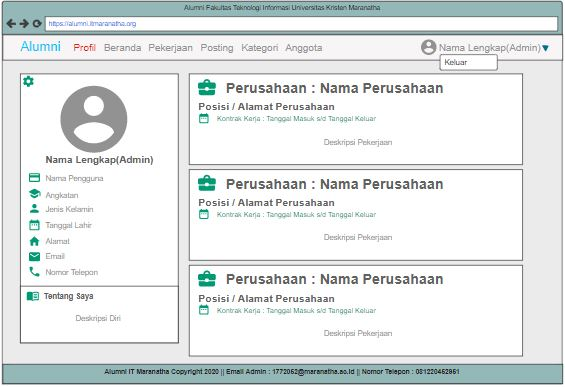 Alumni Fakultas Teknologi Informasi Universitas Kristen Maranatha
https://alumni.itmaranatha.org
Alumni Profil Beranda Pekerjaan Posting Kategori Anggota Nama Lengkap(Admin)
Keluar
Nama Lengkap(Admin)
Nama Pengguna
Angkatan
Jenis Kelamin
Tanggal Lahir
Alamat
Email
Nomor Telepon
Tentang Saya
Deskripsi Diri
Perusahaan : Nama Perusahaan
Posisi / Alamat Perusahaan
Kontrak Kerja : Tanggal Masuk s/d Tanggal Keluar
Deskripsi Pekerjaan
Perusahaan : Nama Perusahaan
Posisi / Alamat Perusahaan
Kontrak Kerja : Tanggal Masuk s/d Tanggal Keluar
Deskripsi Pekerjaan
Perusahaan : Nama Perusahaan
Posisi / Alamat Perusahaan
Kontrak Kerja : Tanggal Masuk s/d Tanggal Keluar
Deskripsi Pekerjaan
Alumni IT Maranatha Copyright 2020 || Email Admin : 1772052@maranatha.ac.id || Nomor Telepon : 081220462951